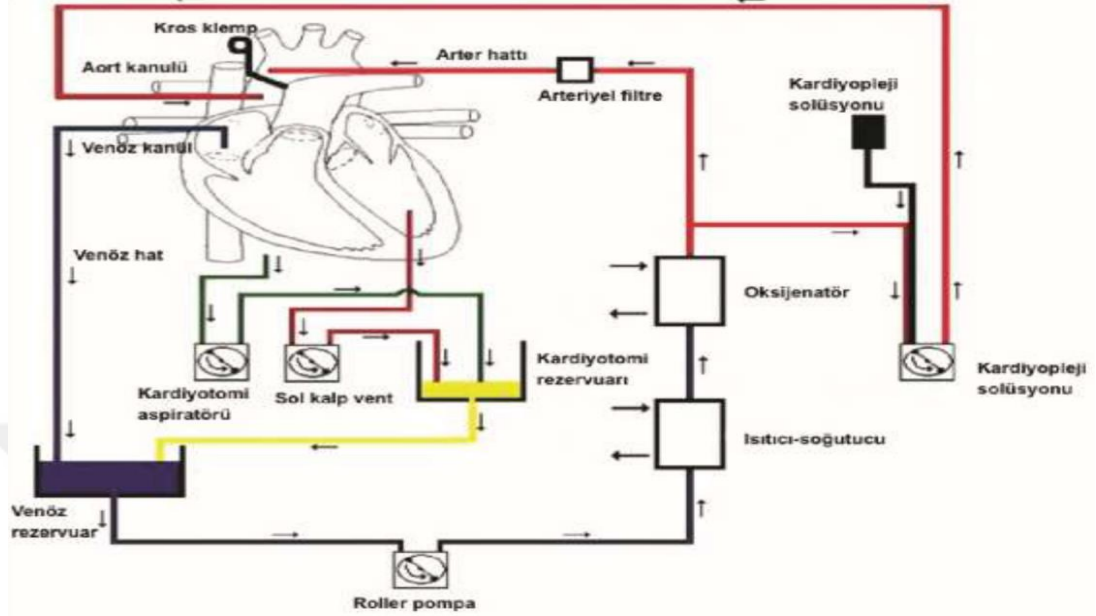 Kros klemp
Aort kanulü
Arter hattı
Arteriyel filtre
Kardiyopleji
solüsyonu
Venöz kanül
Venöz hat
Oksijenatör
Kardiyotomi
rezervuarı
Kardiyopleji
solüsyonu
Kardiyotomi
aspiratörü
Sol kalp vent
Isıtıcı-soğutucu
Venöz
rezervuar
Roller pompa